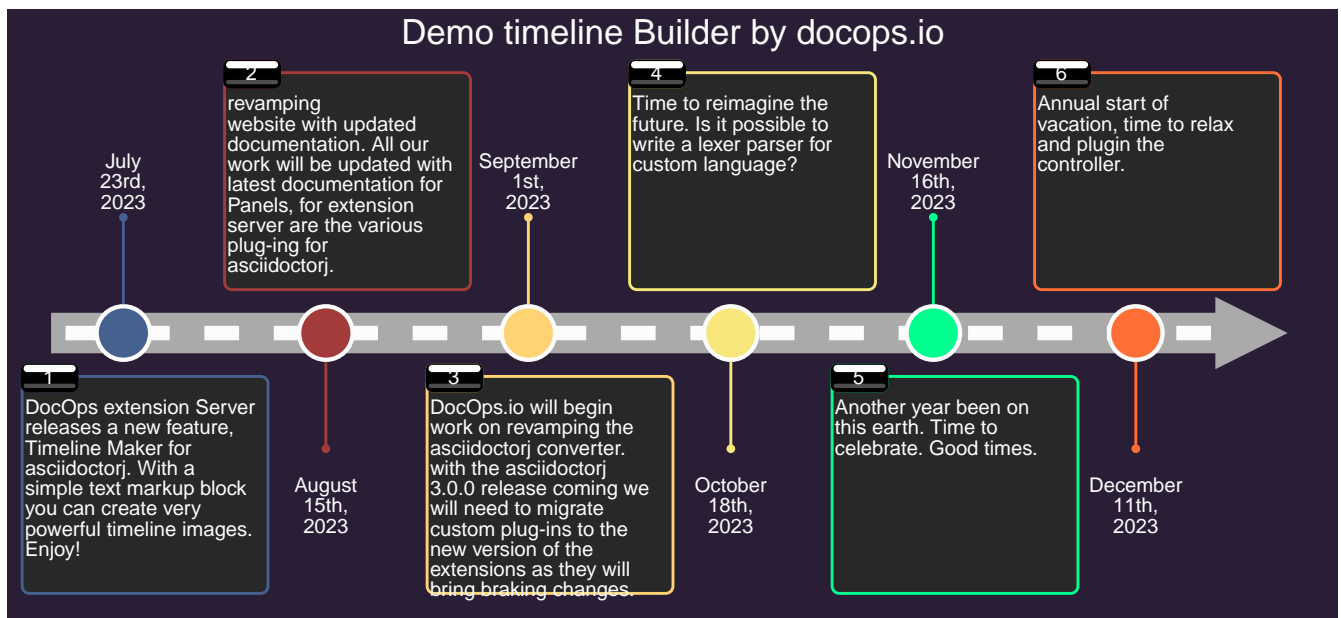 Demo timeline Builder by docops.io
July
23rd,
2023
1
DocOps extension Server
releases a new feature,
Timeline Maker for
asciidoctorj. With a
simple text markup block
you can create very
powerful timeline images.
Enjoy!
2
revamping
website with updated
documentation. All our
work will be updated with
latest documentation for
Panels, for extension
server are the various
plug-ing for
asciidoctorj.
August
15th,
2023
September
1st,
2023
3
DocOps.io will begin
work on revamping the
asciidoctorj converter.
with the asciidoctorj
3.0.0 release coming we
will need to migrate
custom plug-ins to the
new version of the
extensions as they will
bring braking changes.
4
Time to reimagine the
future. Is it possible to
write a lexer parser for
custom language?
October
18th,
2023
November
16th,
2023
5
Another year been on
this earth. Time to
celebrate. Good times.
6
Annual start of
vacation, time to relax
and plugin the
controller.
December
11th,
2023